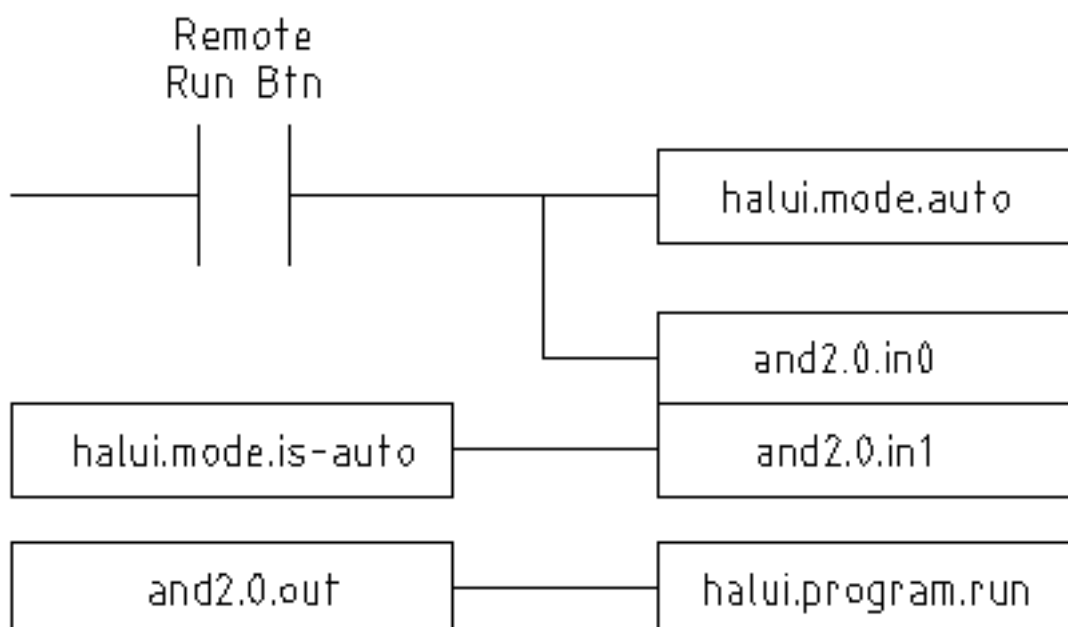 Remote
Run Btn
halui.mode.auto
and2.0.in0
halui.mode.is-auto
and2.0.in1
and2.0.out
halui.program.run